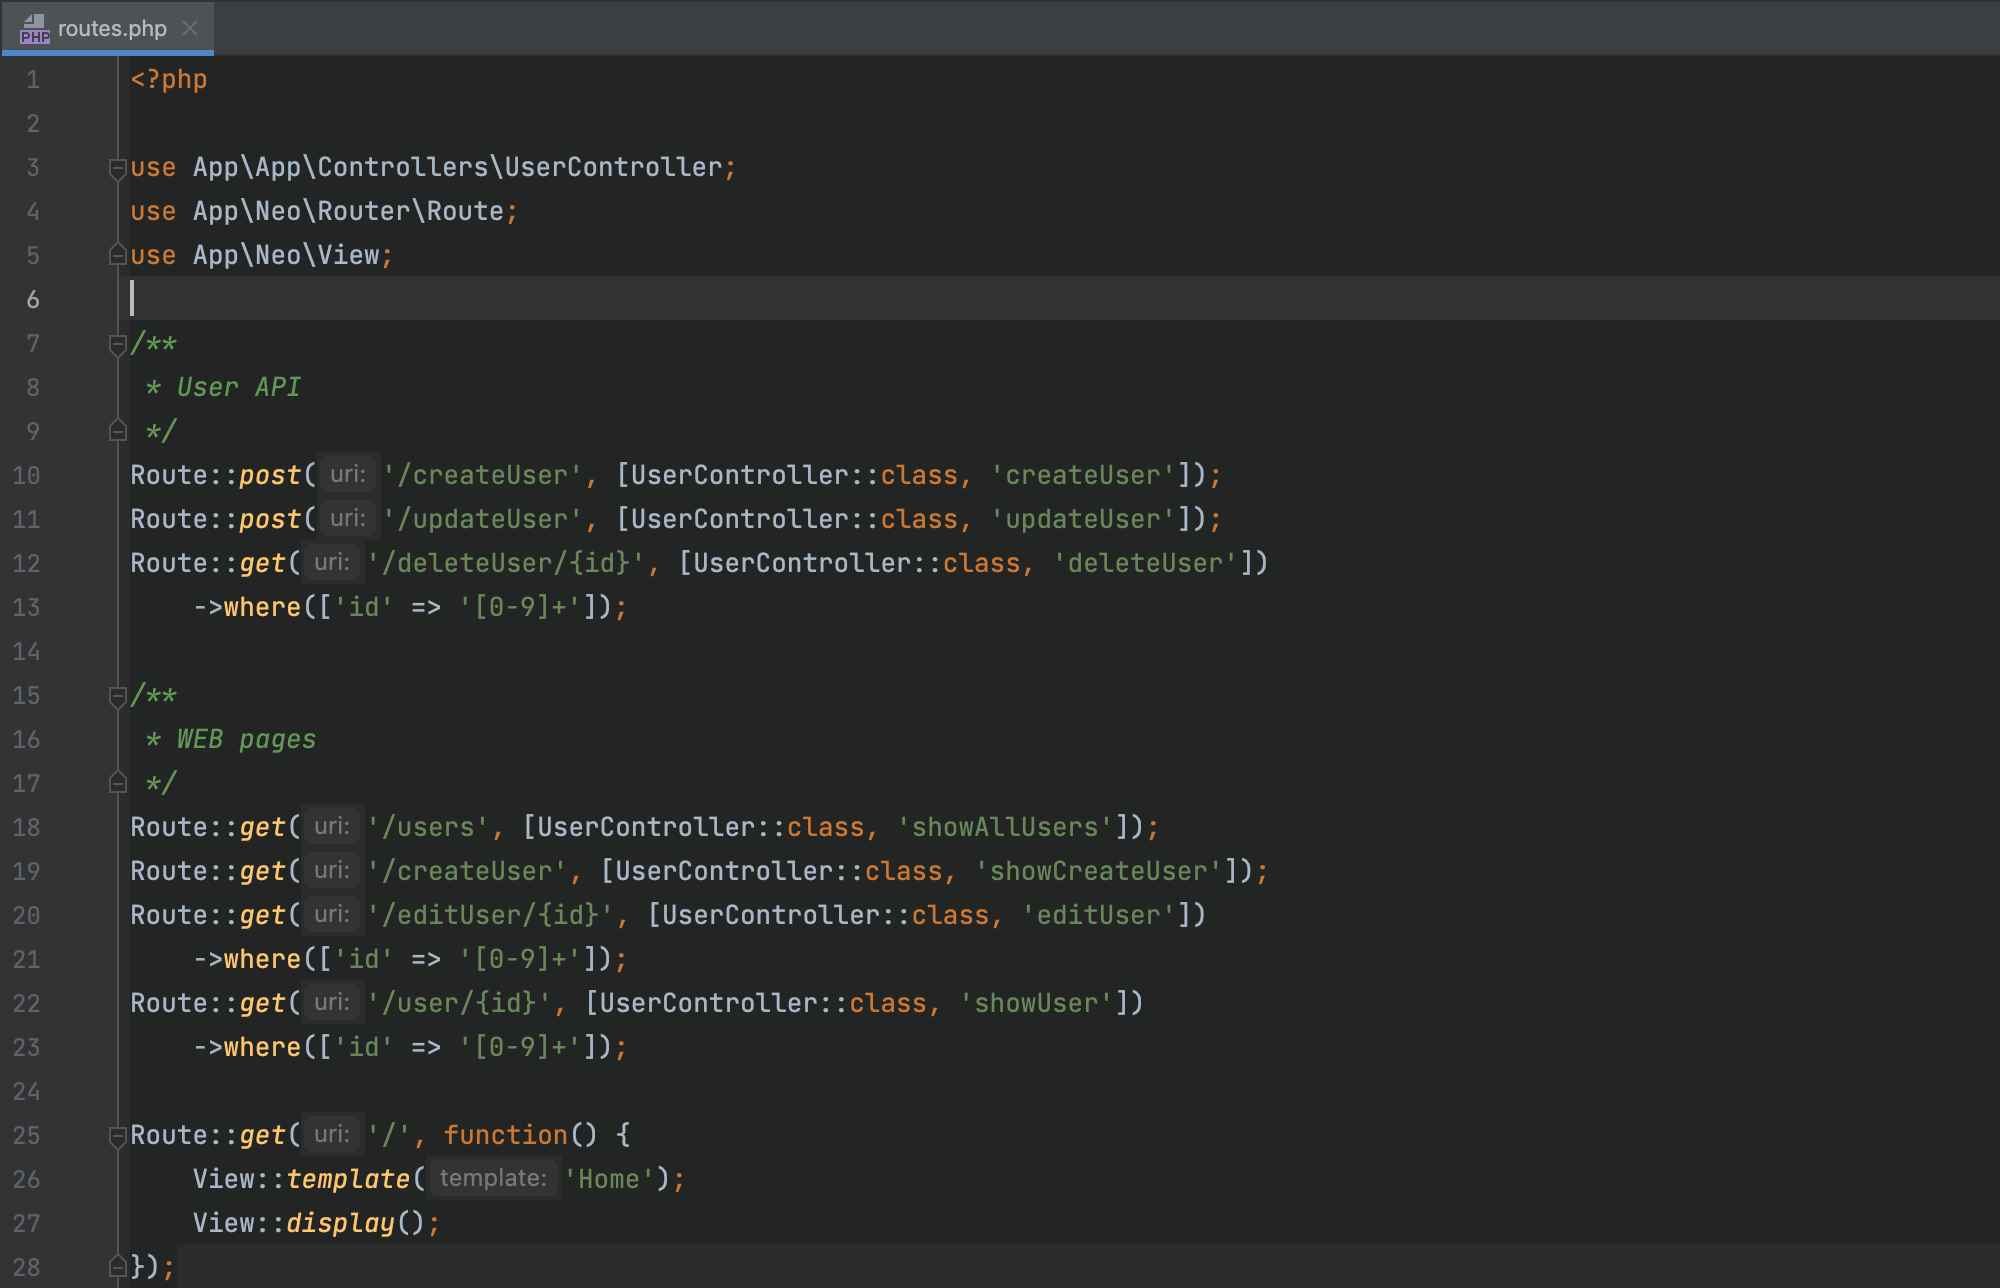 PHP routes.php
1 <?php
2
3 use App\App\Controllers\UserController;
4 use App\Neo\Router\Route;
5 use App\Neo\View;
6
7 /**
8  * User API
9  */
10 Route::post( uri: '/createUser', [UserController::class, 'createUser']);
11 Route::post( uri: '/updateUser', [UserController::class, 'updateUser']);
12 Route::get( uri: '/deleteUser/{id}', [UserController::class, 'deleteUser'])
13     ->where(['id' => '[0-9]+']);
14
15 /**
16  * WEB pages
17  */
18 Route::get( uri: '/users', [UserController::class, 'showAllUsers']);
19 Route::get( uri: '/createUser', [UserController::class, 'showCreateUser']);
20 Route::get( uri: '/editUser/{id}', [UserController::class, 'editUser'])
21     ->where(['id' => '[0-9]+']);
22 Route::get( uri: '/user/{id}', [UserController::class, 'showUser'])
23     ->where(['id' => '[0-9]+']);
24
25 Route::get( uri: '/', function() {
26     View::template( template: 'Home');
27     View::display();
28 });